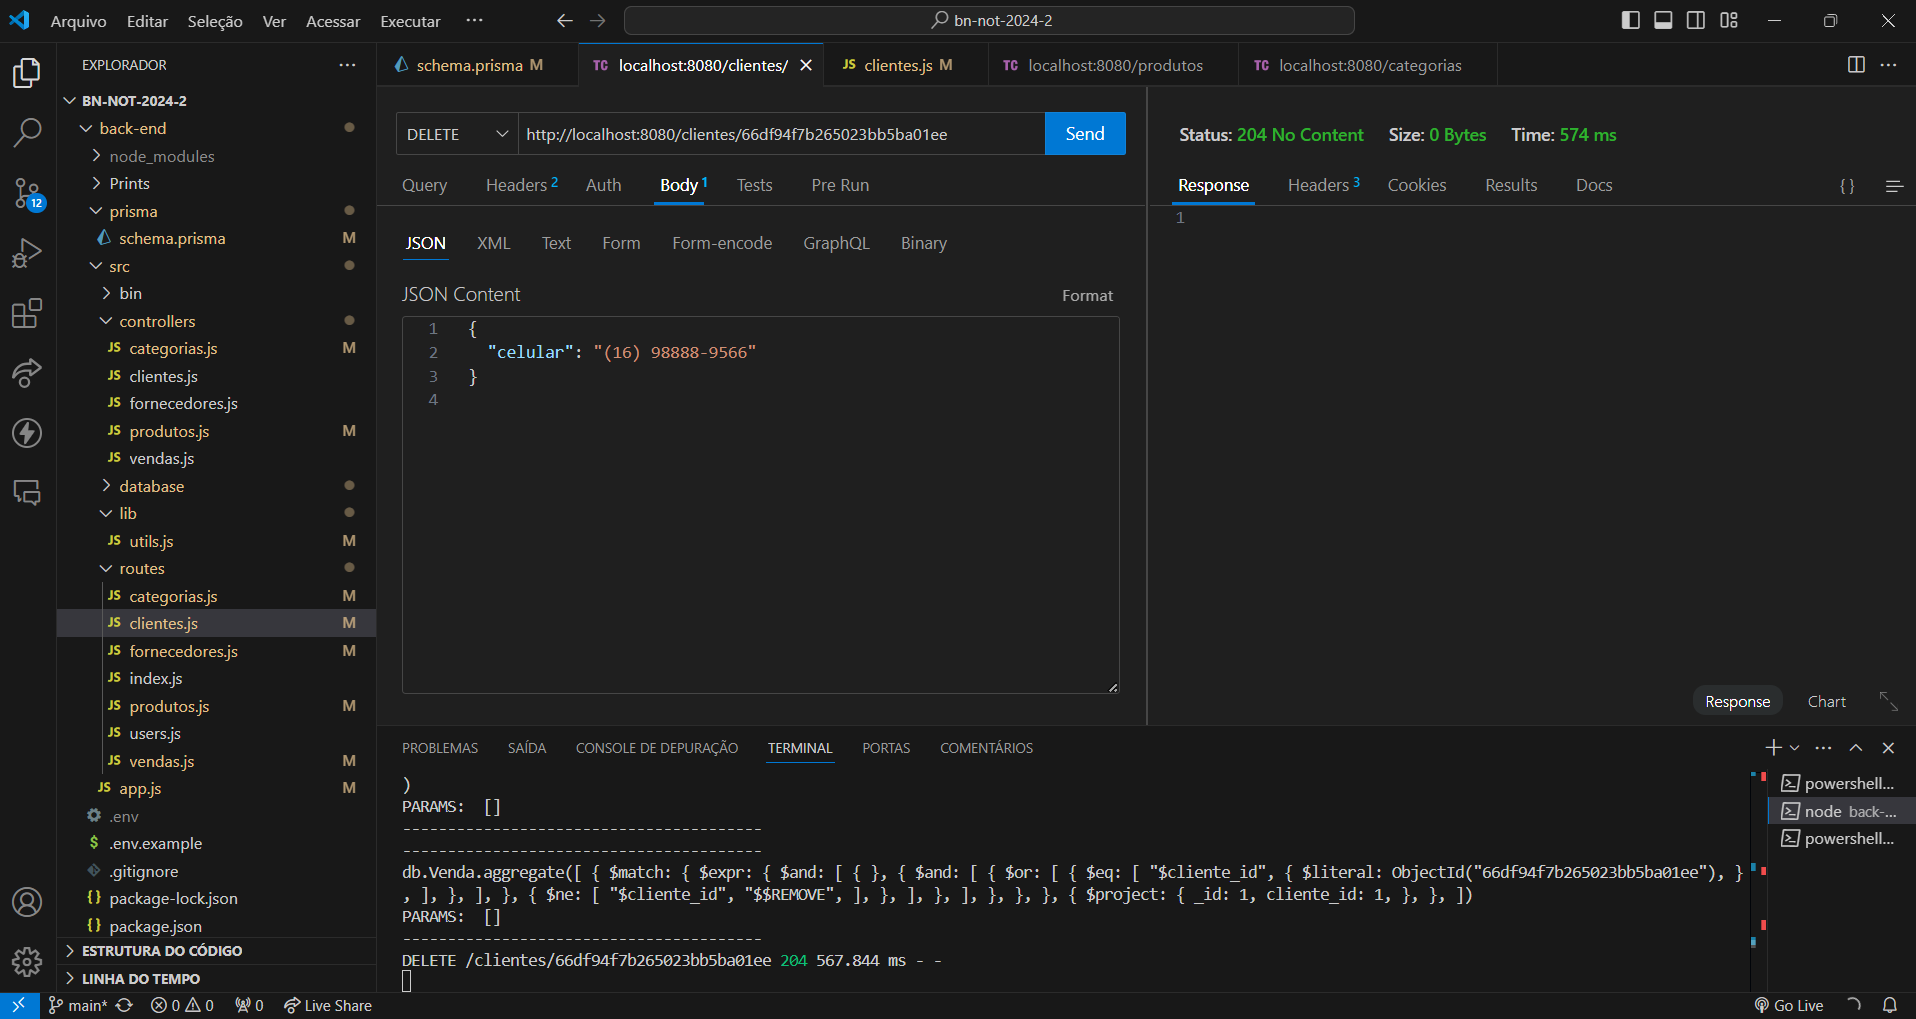 Arquivo Editar Seleção Ver Acessar Executar ··· bn-not-2024-2
EXPLORADOR ···
BN-NOT-2024-2
back-end
node_modules
Prints
prisma
schema.prisma M
src
bin
controllers
JS categorias.js M
JS clientes.js
JS fornecedores.js
JS produtos.js M
JS vendas.js
database
lib
JS utils.js M
routes
JS categorias.js M
JS clientes.js M
JS fornecedores.js M
JS index.js
JS produtos.js M
JS users.js
JS vendas.js M
JS app.js M
.env
$ .env.example
.gitignore
{} package-lock.json
{} package.json
ESTRUTURA DO CÓDIGO
LINHA DO TEMPO
12
schema.prisma M TC localhost:8080/clientes/ JS clientes.js M TC localhost:8080/produtos TC localhost:8080/categorias ···
DELETE http://localhost:8080/clientes/66df94f7b265023bb5ba01ee Send
Query Headers 2 Auth Body 1 Tests Pre Run
JSON XML Text Form Form-encode GraphQL Binary
JSON Content Format
1 {
2 "celular": "(16) 98888-9566"
3 }
4
Status: 204 No Content Size: 0 Bytes Time: 574 ms
Response Headers 3 Cookies Results Docs {}
1
Response Chart
PROBLEMAS SAÍDA CONSOLE DE DEPURAÇÃO TERMINAL PORTAS COMENTÁRIOS
)
PARAMS: []
---------------------------------------
---------------------------------------
db.Venda.aggregate([ { $match: { $expr: { $and: [ { }, { $and: [ { $or: [ { $eq: [ "$cliente_id", { $literal: ObjectId("66df94f7b265023bb5ba01ee"), }
, ], }, ], }, { $ne: [ "$cliente_id", "$$REMOVE", ], }, ], }, ], }, }, }, { $project: { _id: 1, cliente_id: 1, }, }, ])
PARAMS: []
---------------------------------------
DELETE /clientes/66df94f7b265023bb5ba01ee 204 567.844 ms - -
powershell...
node back-...
powershell...
main* 0 0 0 Live Share Go Live